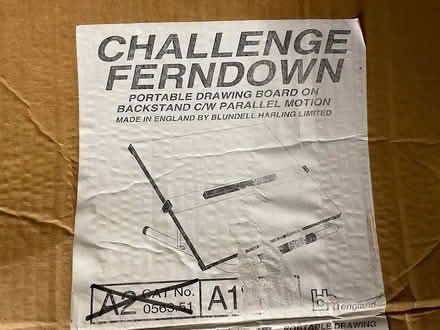 CHALLENGE
FERNDOWN
PORTABLE DRAWING BOARD ON
BACKSTAND C/W PARALLEL MOTION
MADE IN ENGLAND BY BLUNDELL HARLING LIMITED
A2 CAT No. A1
0563.51
england
PORTABLE DRAWING